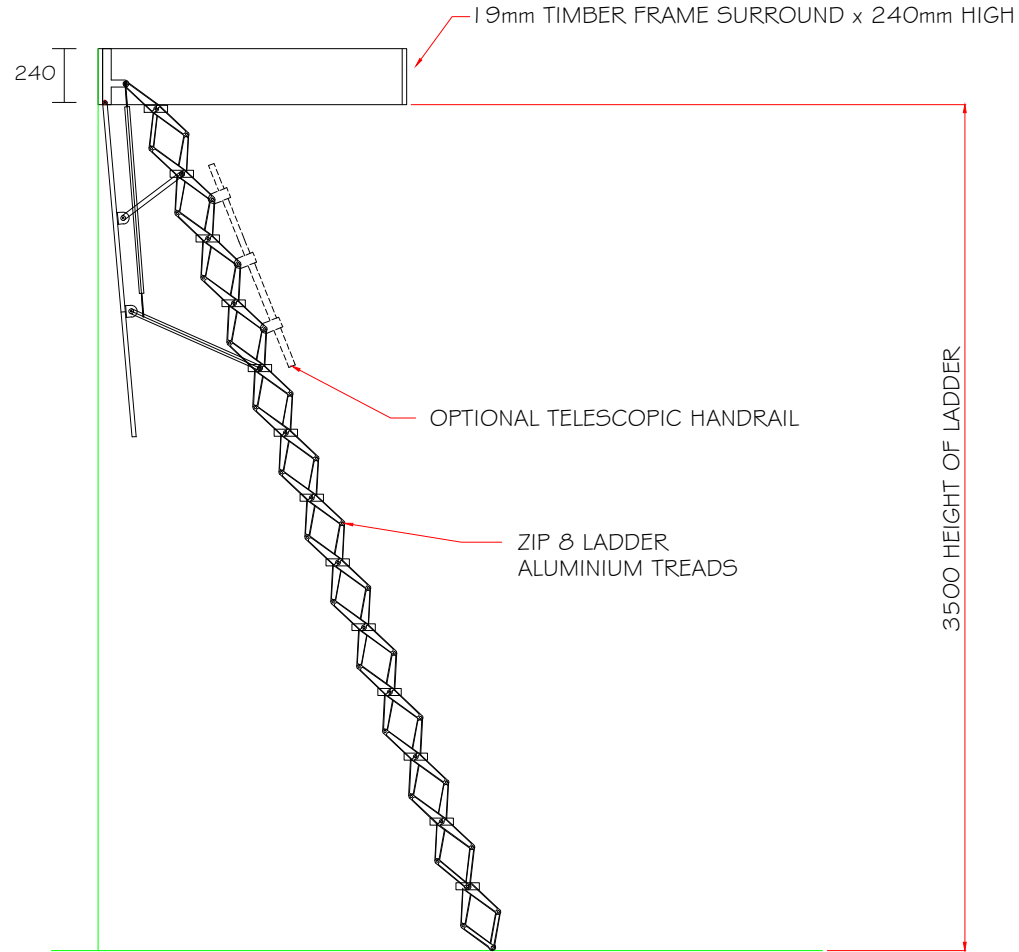 19mm TIMBER FRAME SURROUND x 240mm HIGH
240
OPTIONAL TELESCOPIC HANDRAIL
ZIP 8 LADDER
ALUMINIUM TREADS
3500 HEIGHT OF LADDER